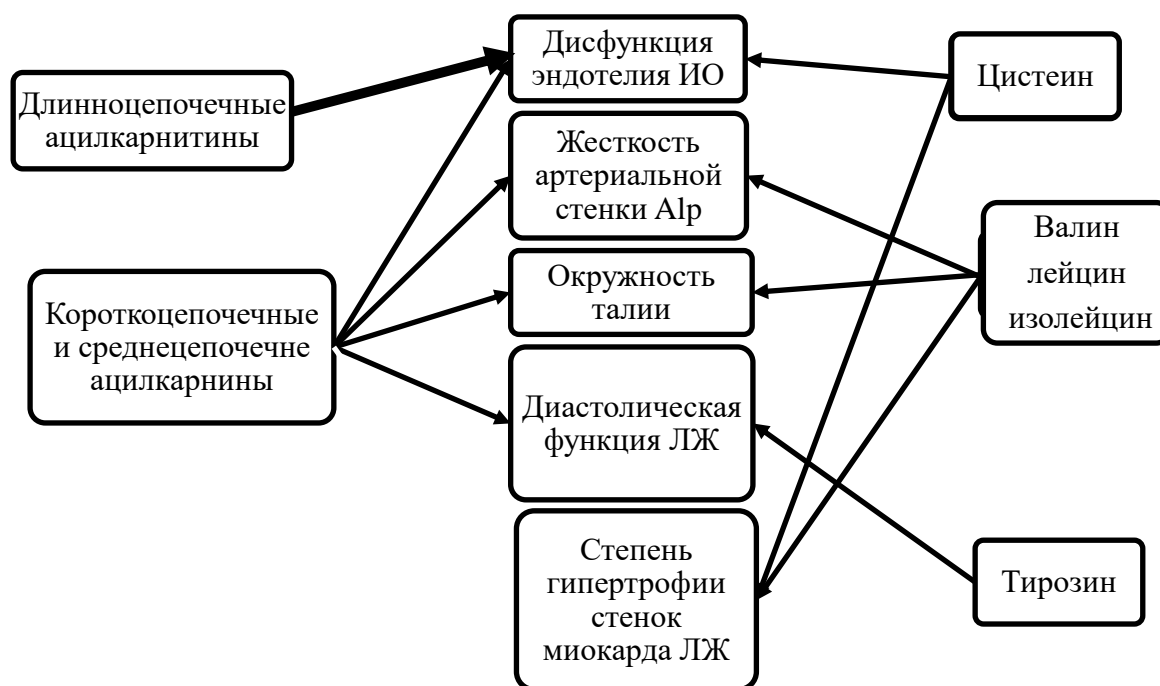 Длинноцепочечные
ацилкарнитины
Короткоцепочечные
и среднецепочечне
ацилкарнины
Дисфункция
эндотелия ИО
Жесткость
артериальной
стенки Alp
Окружность
талии
Диастолическая
функция ЛЖ
Степень
гипертрофии
стенок
миокарда ЛЖ
Цистеин
Валин
лейцин
изолейцин
Тирозин